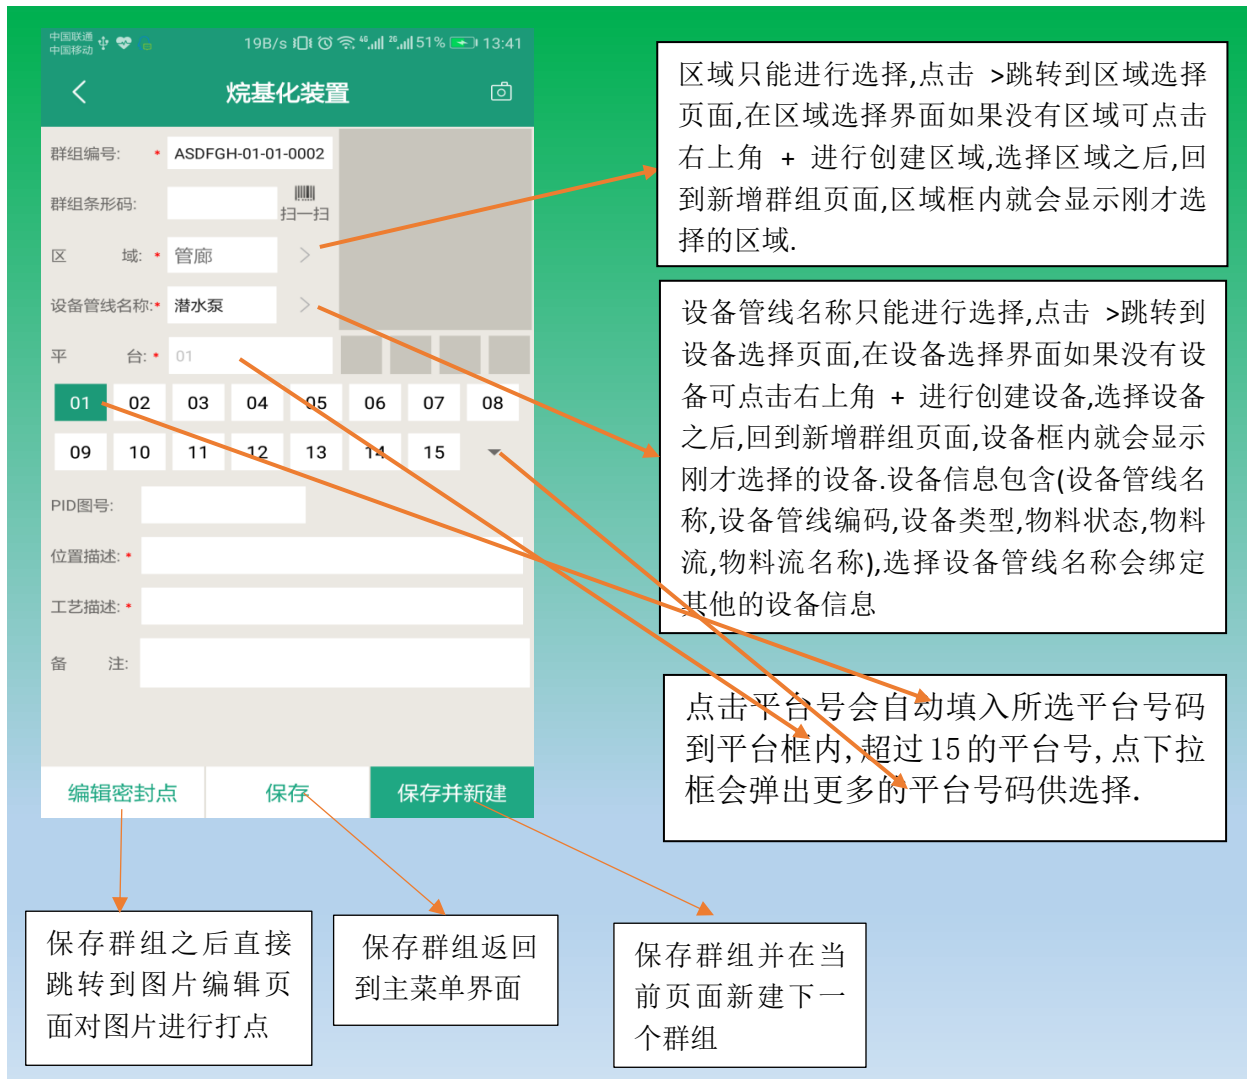 中国联通
中国移动
19B/s 4G 2G 51% 13:41
烷基化装置
群组编号: * ASDFGH-01-01-0002
群组条形码:
扫一扫
区 域: * 管廊 >
设备管线名称:* 潜水泵 >
平 台: * 01
01 02 03 04 05 06 07 08
09 10 11 12 13 14 15
PID图号:
位置描述: *
工艺描述: *
备 注:
编辑密封点 保存 保存并新建
区域只能进行选择,点击 >跳转到区域选择
页面,在区域选择界面如果没有区域可点击
右上角 + 进行创建区域,选择区域之后,回
到新增群组页面,区域框内就会显示刚才选
择的区域.
设备管线名称只能进行选择,点击 >跳转到
设备选择页面,在设备选择界面如果没有设
备可点击右上角 + 进行创建设备,选择设备
之后,回到新增群组页面,设备框内就会显示
刚才选择的设备.设备信息包含(设备管线名
称,设备管线编码,设备类型,物料状态,物料
流,物料流名称),选择设备管线名称会绑定
其他的设备信息
点击平台号会自动填入所选平台号码
到平台框内,超过15的平台号,点下拉
框会弹出更多的平台号码供选择.
保存群组之后直接
跳转到图片编辑页
面对图片进行打点
保存群组返回
到主菜单界面
保存群组并在当
前页面新建下一
个群组